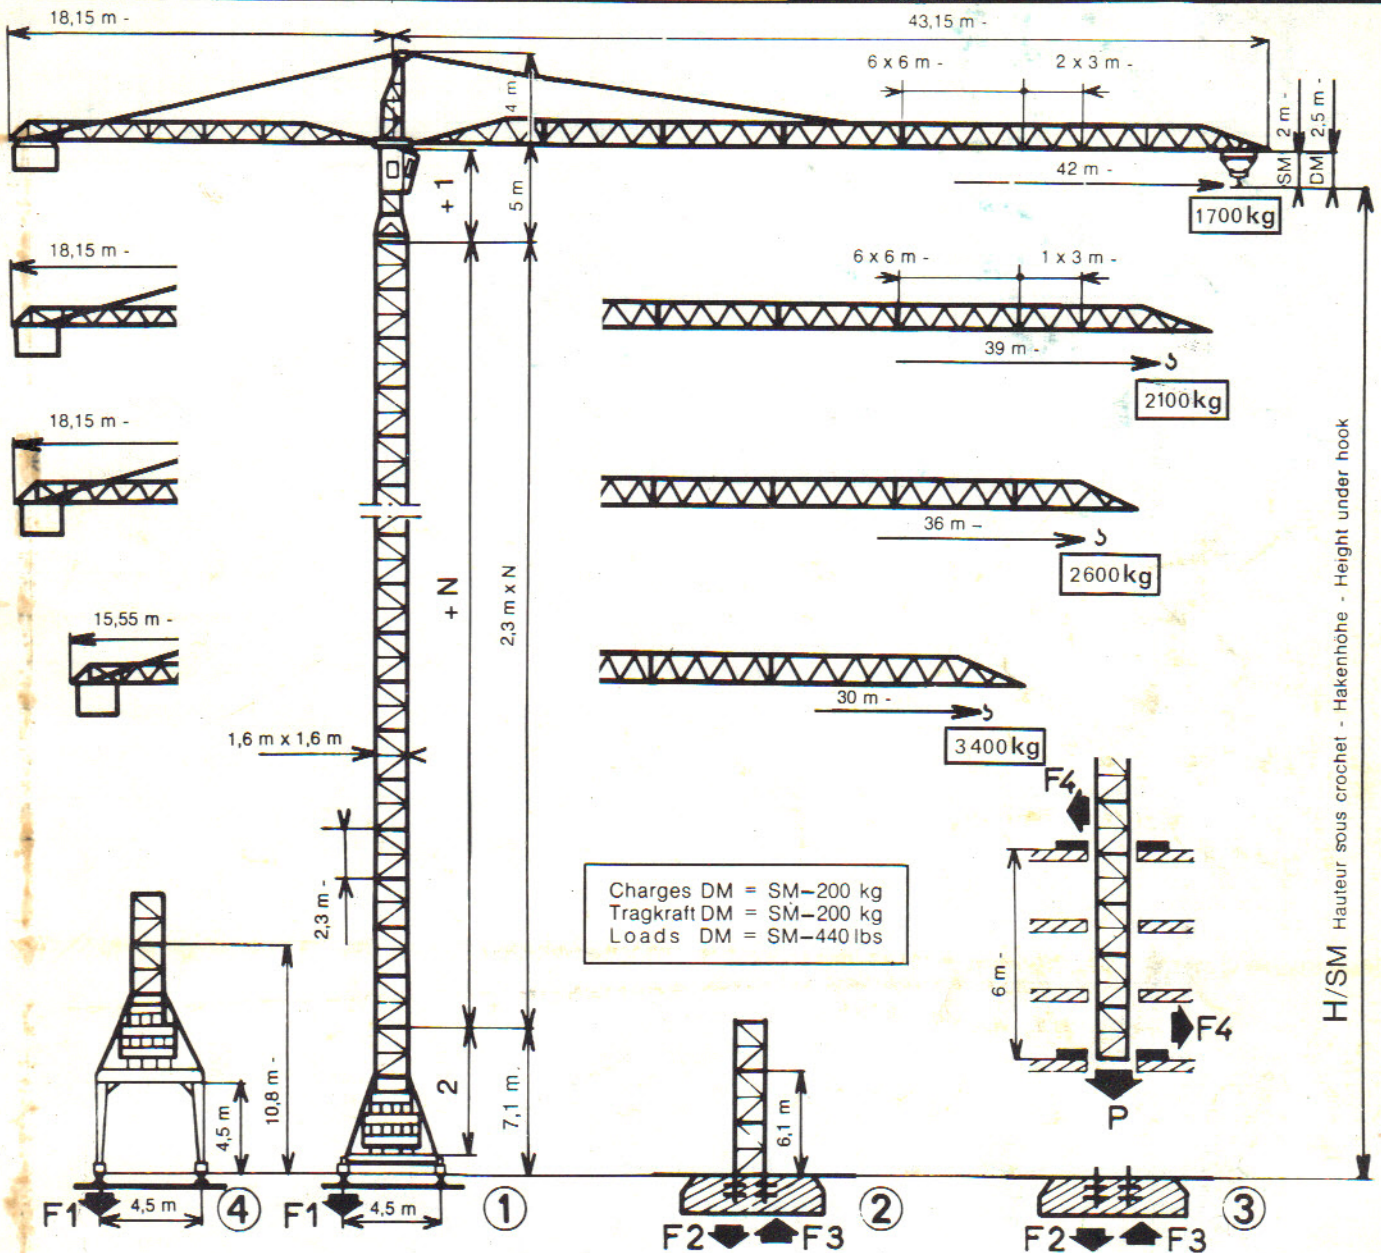 18,15 m -
43,15 m -
6 x 6 m -
2 x 3 m -
4 m
2 m -
2,5 m -
SM
DM
42 m -
1700 kg
+ 1
5 m
18,15 m -
6 x 6 m -
1 x 3 m -
39 m -
2100 kg
18,15 m -
36 m -
2600 kg
+ N
2,3 m x N
15,55 m -
30 m -
3400 kg
1,6 m x 1,6 m
2,3 m -
Charges DM = SM-200 kg
Tragkraft DM = SM-200 kg
Loads DM = SM-440 lbs
F4
6 m -
F4
P
H/SM Hauteur sous crochet - Hakenhöhe - Height under hook
10,8 m -
4,5 m
2
7,1 m.
6,1 m
F1
4,5 m
4
F1
4,5 m
1
F2
F3
2
F2
F3
3